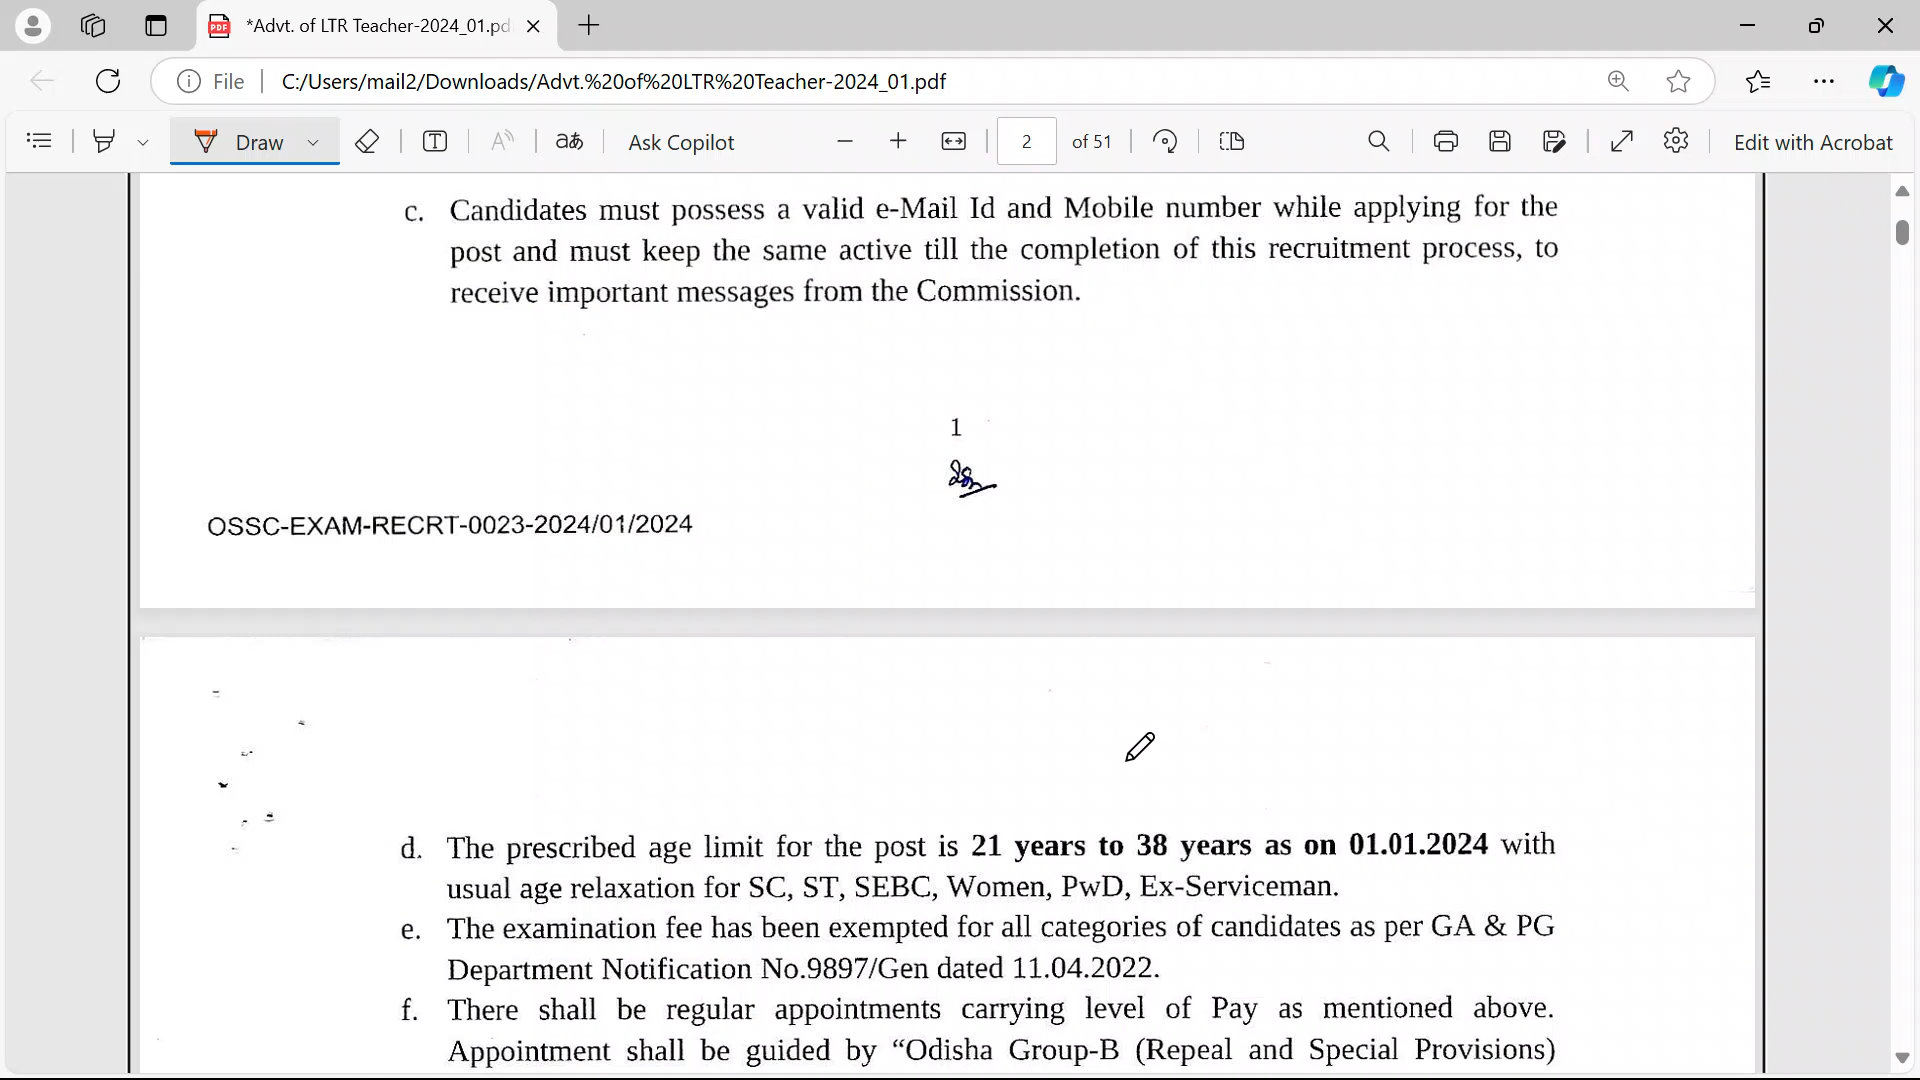 *Advt. of LTR Teacher-2024_01.pd
File
C:/Users/mail2/Downloads/Advt.%20of%20LTR%20Teacher-2024_01.pdf
Draw
aあ
Ask Copilot
2
of 51
Edit with Acrobat
c. Candidates must possess a valid e-Mail Id and Mobile number while applying for the
post and must keep the same active till the completion of this recruitment process, to
receive important messages from the Commission.
1
OSSC-EXAM-RECRT-0023-2024/01/2024
d. The prescribed age limit for the post is 21 years to 38 years as on 01.01.2024 with
usual age relaxation for SC, ST, SEBC, Women, PwD, Ex-Serviceman.
e. The examination fee has been exempted for all categories of candidates as per GA & PG
Department Notification No.9897/Gen dated 11.04.2022.
f. There shall be regular appointments carrying level of Pay as mentioned above.
Appointment shall be guided by “Odisha Group-B (Repeal and Special Provisions)